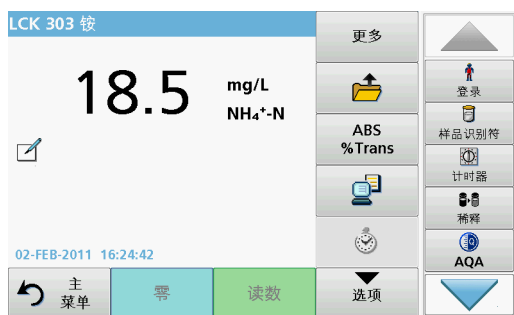 LCK 303 铵
18.5
mg/L
NH₄⁺-N
02-FEB-2011 16:24:42
主
菜单
零
读数
更多
ABS
%Trans
选项
登录
样品识别符
计时器
稀释
AQA